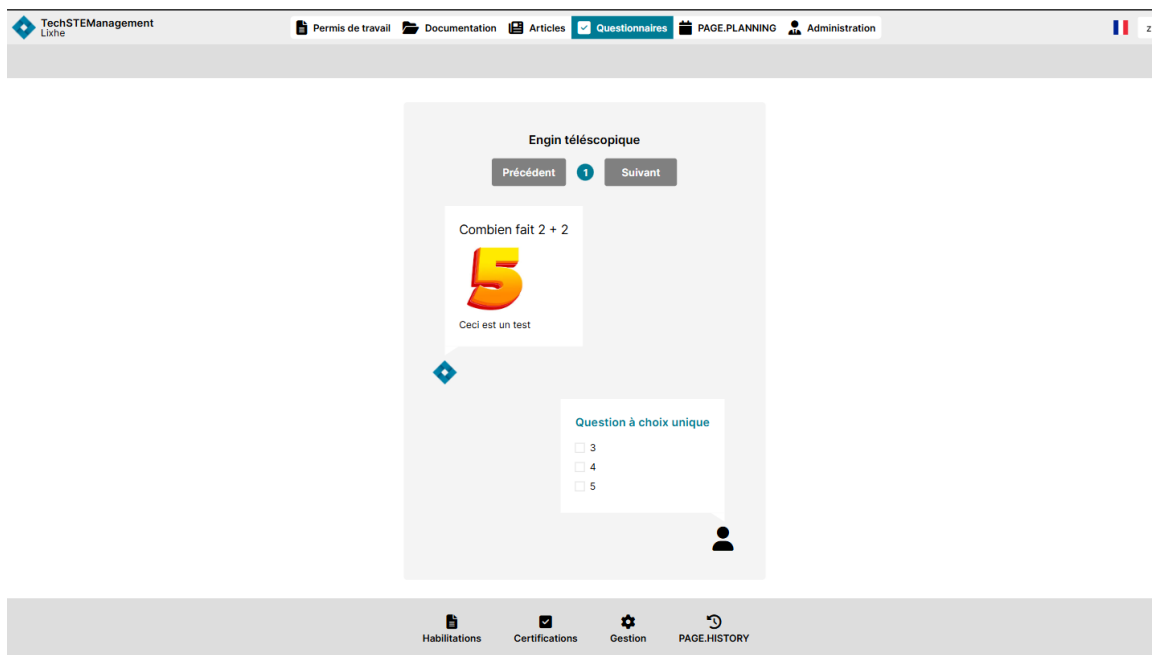 TechSTEManagement
Lixhe
Permis de travail Documentation Articles Questionnaires PAGE.PLANNING Administration
z
Engin téléscopique
Précédent 1 Suivant
Combien fait 2 + 2
5
Ceci est un test
Question à choix unique
3
4
5
Habilitations Certifications Gestion PAGE.HISTORY